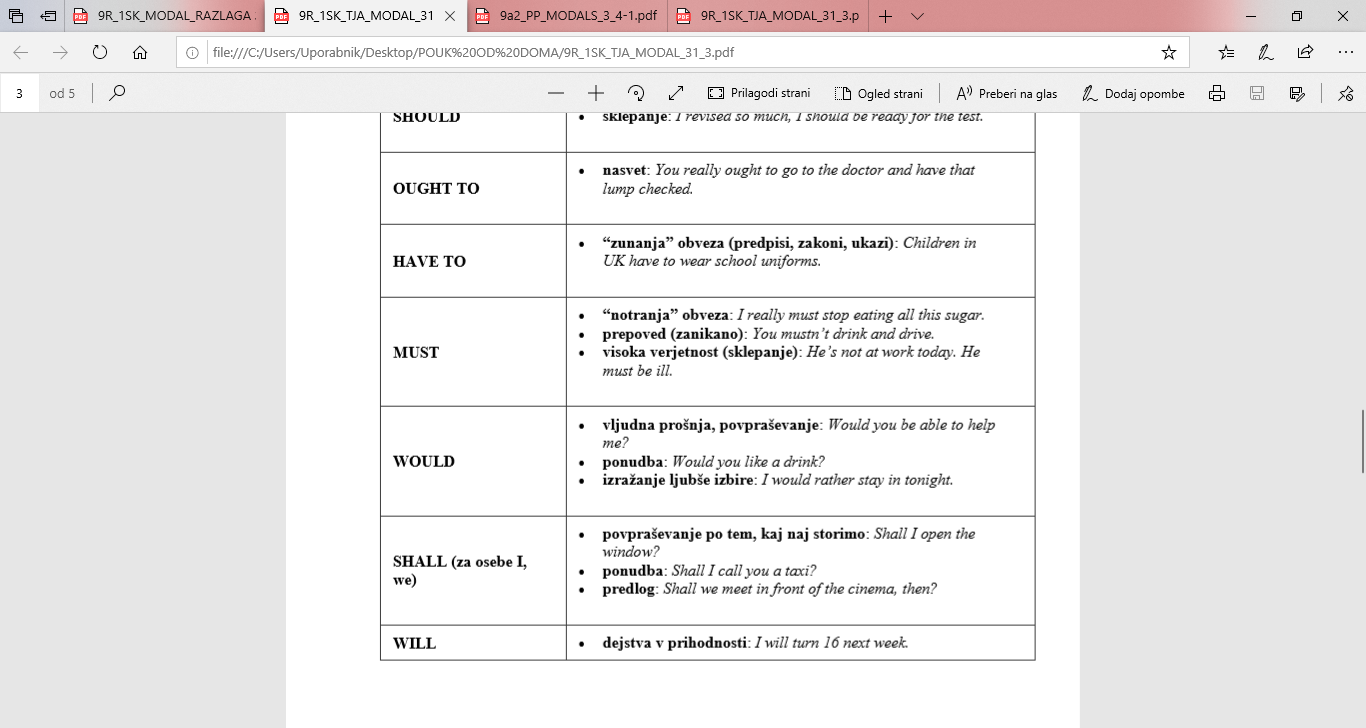 9R_1SK_MODAL_RAZLAGA
9R_1SK_TJA_MODAL_31
9a2_PP_MODALS_3_4-1.pdf
9R_1SK_TJA_MODAL_31_3.p
file:///C:/Users/Uporabnik/Desktop/POUK%20OD%20DOMA/9R_1SK_TJA_MODAL_31_3.pdf
3 od 5
Prilagodi strani
Ogled strani
Preberi na glas
Dodaj opombe
SHOULD
• sklepanje: I revised so much, I should be ready for the test.
OUGHT TO
• nasvet: You really ought to go to the doctor and have that
lump checked.
HAVE TO
• “zunanja” obveza (predpisi, zakoni, ukazi): Children in
UK have to wear school uniforms.
MUST
• “notranja” obveza: I really must stop eating all this sugar.
• prepoved (zanikano): You mustn’t drink and drive.
• visoka verjetnost (sklepanje): He’s not at work today. He
must be ill.
WOULD
• vljudna prošnja, povpraševanje: Would you be able to help
me?
• ponudba: Would you like a drink?
• izražanje ljubše izbire: I would rather stay in tonight.
SHALL (za osebe I,
we)
• povpraševanje po tem, kaj naj storimo: Shall I open the
window?
• ponudba: Shall I call you a taxi?
• predlog: Shall we meet in front of the cinema, then?
WILL
• dejstva v prihodnosti: I will turn 16 next week.